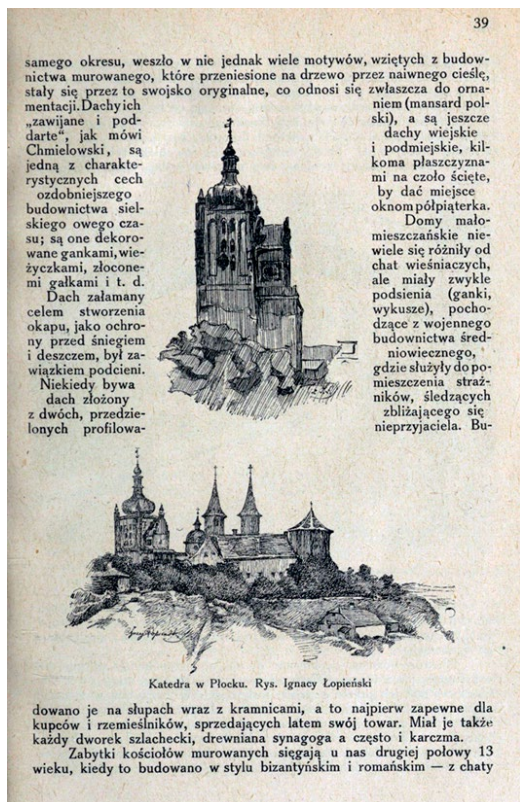 39
samego okresu, weszło w nie jednak wiele motywów, wziętych z budow-
nictwa murowanego, które przeniesione na drzewo przez naiwnego cieślę,
stały się przez to swojsko oryginalne, co odnosi się zwłaszcza do orna-
mentacji. Dachy ich
„zawijane i pod-
darte“, jak mówi
Chmielowski, są
jedną z charakte-
rystycznych cech
ozdobniejszego
budownictwa siel-
skiego owego cza-
su; są one dekoro-
wane gankami, wie-
życzkami, złocone-
mi gałkami i t. d.
Dach załamany
celem stworzenia
okapu, jako ochro-
ny przed śniegiem
i deszczem, był za-
wiązkiem podcieni.
Niekiedy bywa
dach złożony
z dwóch, przedzie-
lonych profilowa-
niem (mansard pol-
ski), a są jeszcze
dachy wiejskie
i podmiejskie, kil-
koma płaszczyzna-
mi na czoło ścięte,
by dać miejsce
oknom półpiąterka.
Domy mało-
mieszczańskie nie-
wiele się różniły od
chat wieśniaczych,
ale miały zwykle
podsienia (ganki,
wykusze), pocho-
dzące z wojennego
budownictwa śred-
niowiecznego,
gdzie służyły do po-
mieszczenia straż-
ników, śledzących
zbliżającego się
nieprzyjaciela. Bu-
Katedra w Płocku. Rys. Ignacy Łopieński
dowano je na słupach wraz z kramnicami, a to najpierw zapewne dla
kupców i rzemieślników, sprzedających latem swój towar. Miał je także
każdy dworek szlachecki, drewniana synagoga a często i karczma.
Zabytki kościołów murowanych sięgają u nas drugiej połowy 13
wieku, kiedy to budowano w stylu bizantyńskim i romańskim — z chaty